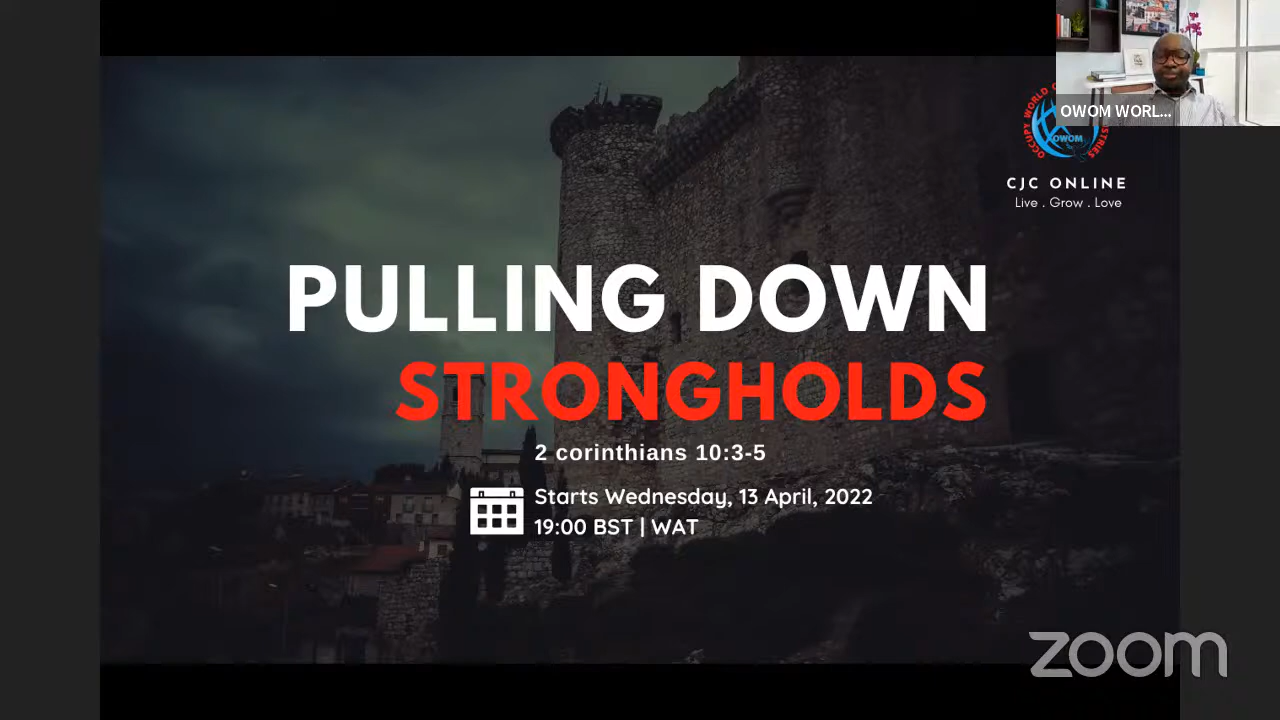 OWOM WORL...
OWOM
CJC ONLINE
Live . Grow . Love
PULLING DOWN
STRONGHOLDS
2 corinthians 10:3-5
Starts Wednesday, 13 April, 2022
19:00 BST | WAT
zoom